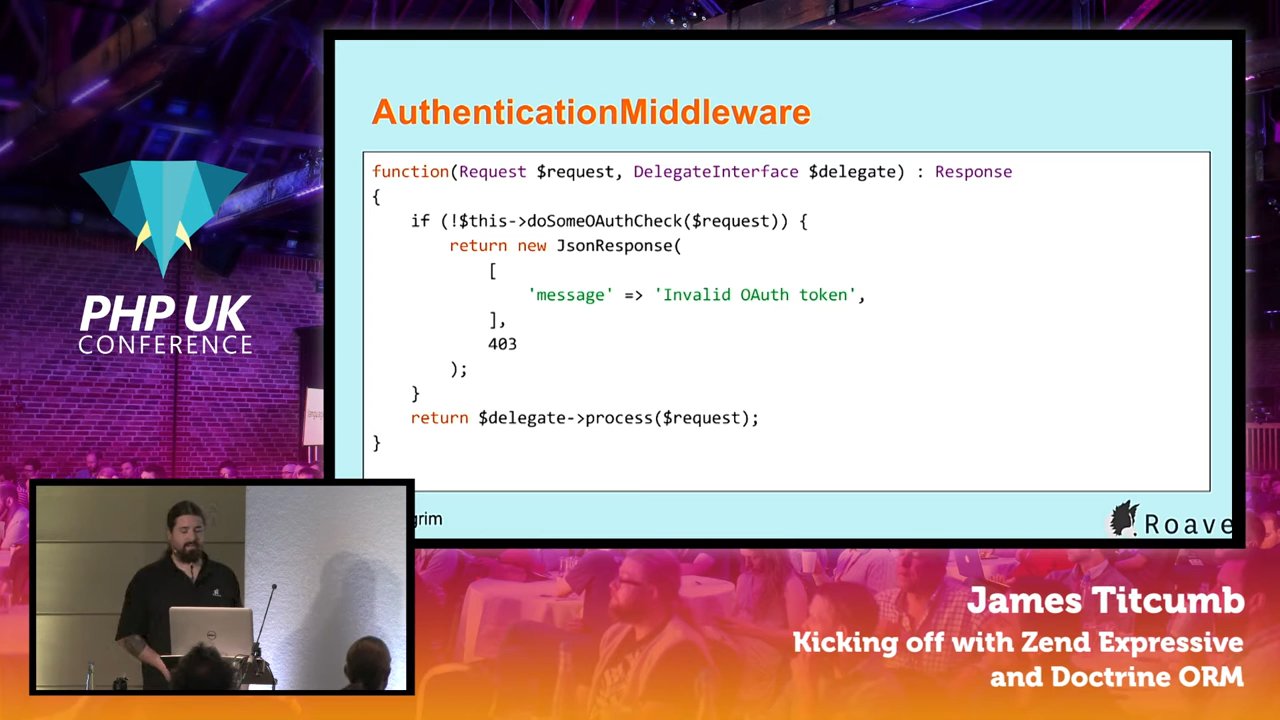 AuthenticationMiddleware
function(Request $request, DelegateInterface $delegate) : Response
{
if (!$this->doSomeOAuthCheck($request)) {
return new JsonResponse(
[
'message' => 'Invalid OAuth token',
],
403
);
}
return $delegate->process($request);
}
grim
Roave
PHP UK
CONFERENCE
James Titcumb
Kicking off with Zend Expressive
and Doctrine ORM